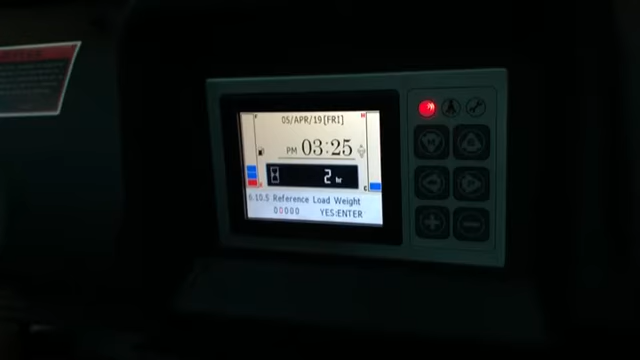 05/APR/19[FRI]
PM 03:25
2 hr
6.10.5 Reference Load Weight
00000 YES:ENTER